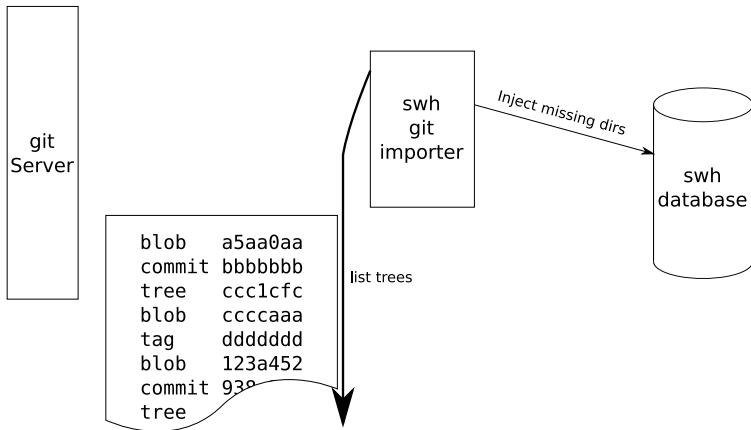 git
Server
swh
git
importer
Inject missing dirs
swh
database
list trees
blob a5aa0aa
commit bbbbbbb
tree ccc1cfc
blob ccccaaa
tag ddddddd
blob 123a452
commit 938
tree